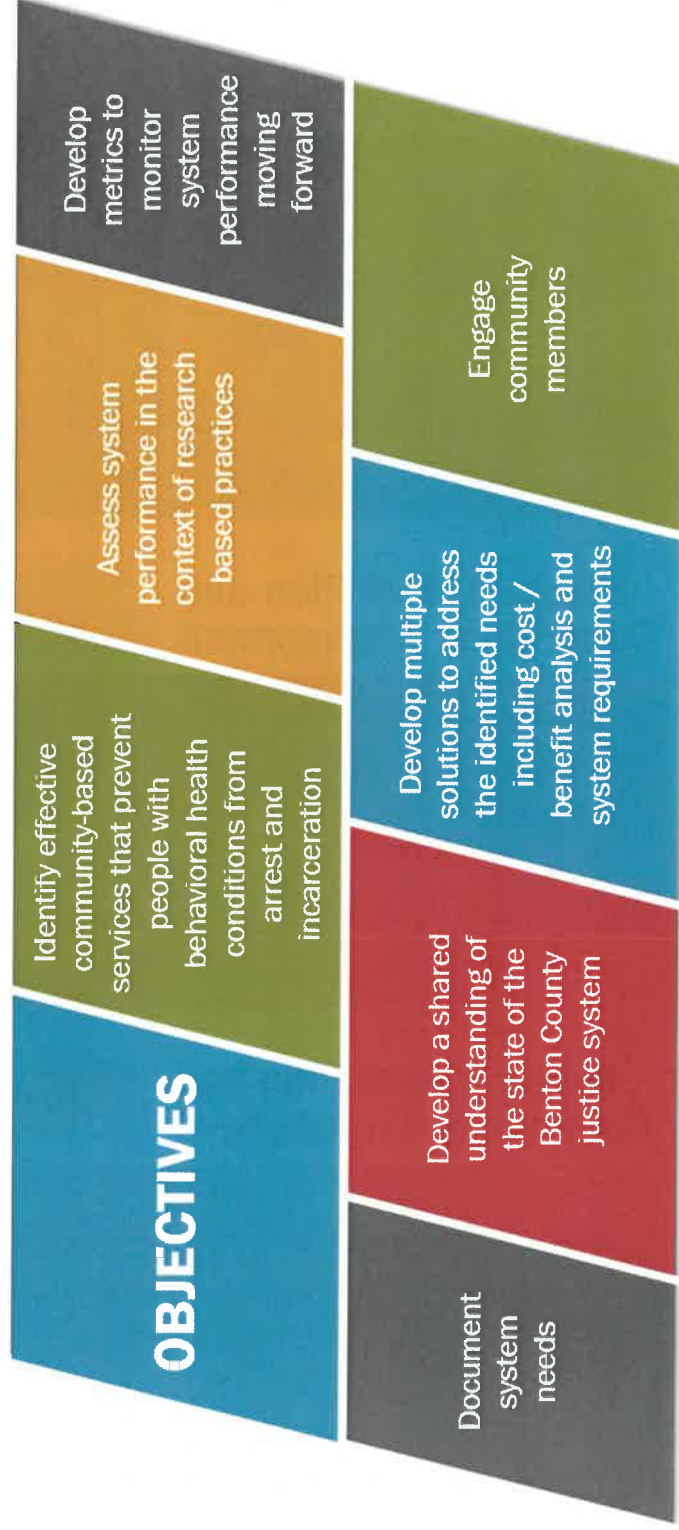 OBJECTIVES
Identify effective
community-based
services that prevent
people with
behavioral health
conditions from
arrest and
incarceration
Assess system
performance in the
context of research
based practices
Develop
metrics to
monitor
system
performance
moving
forward
Document
system
needs
Develop a shared
understanding of
the state of the
Benton County
justice system
Develop multiple
solutions to address
the identified needs
including cost /
benefit analysis and
system requirements
Engage
community
members